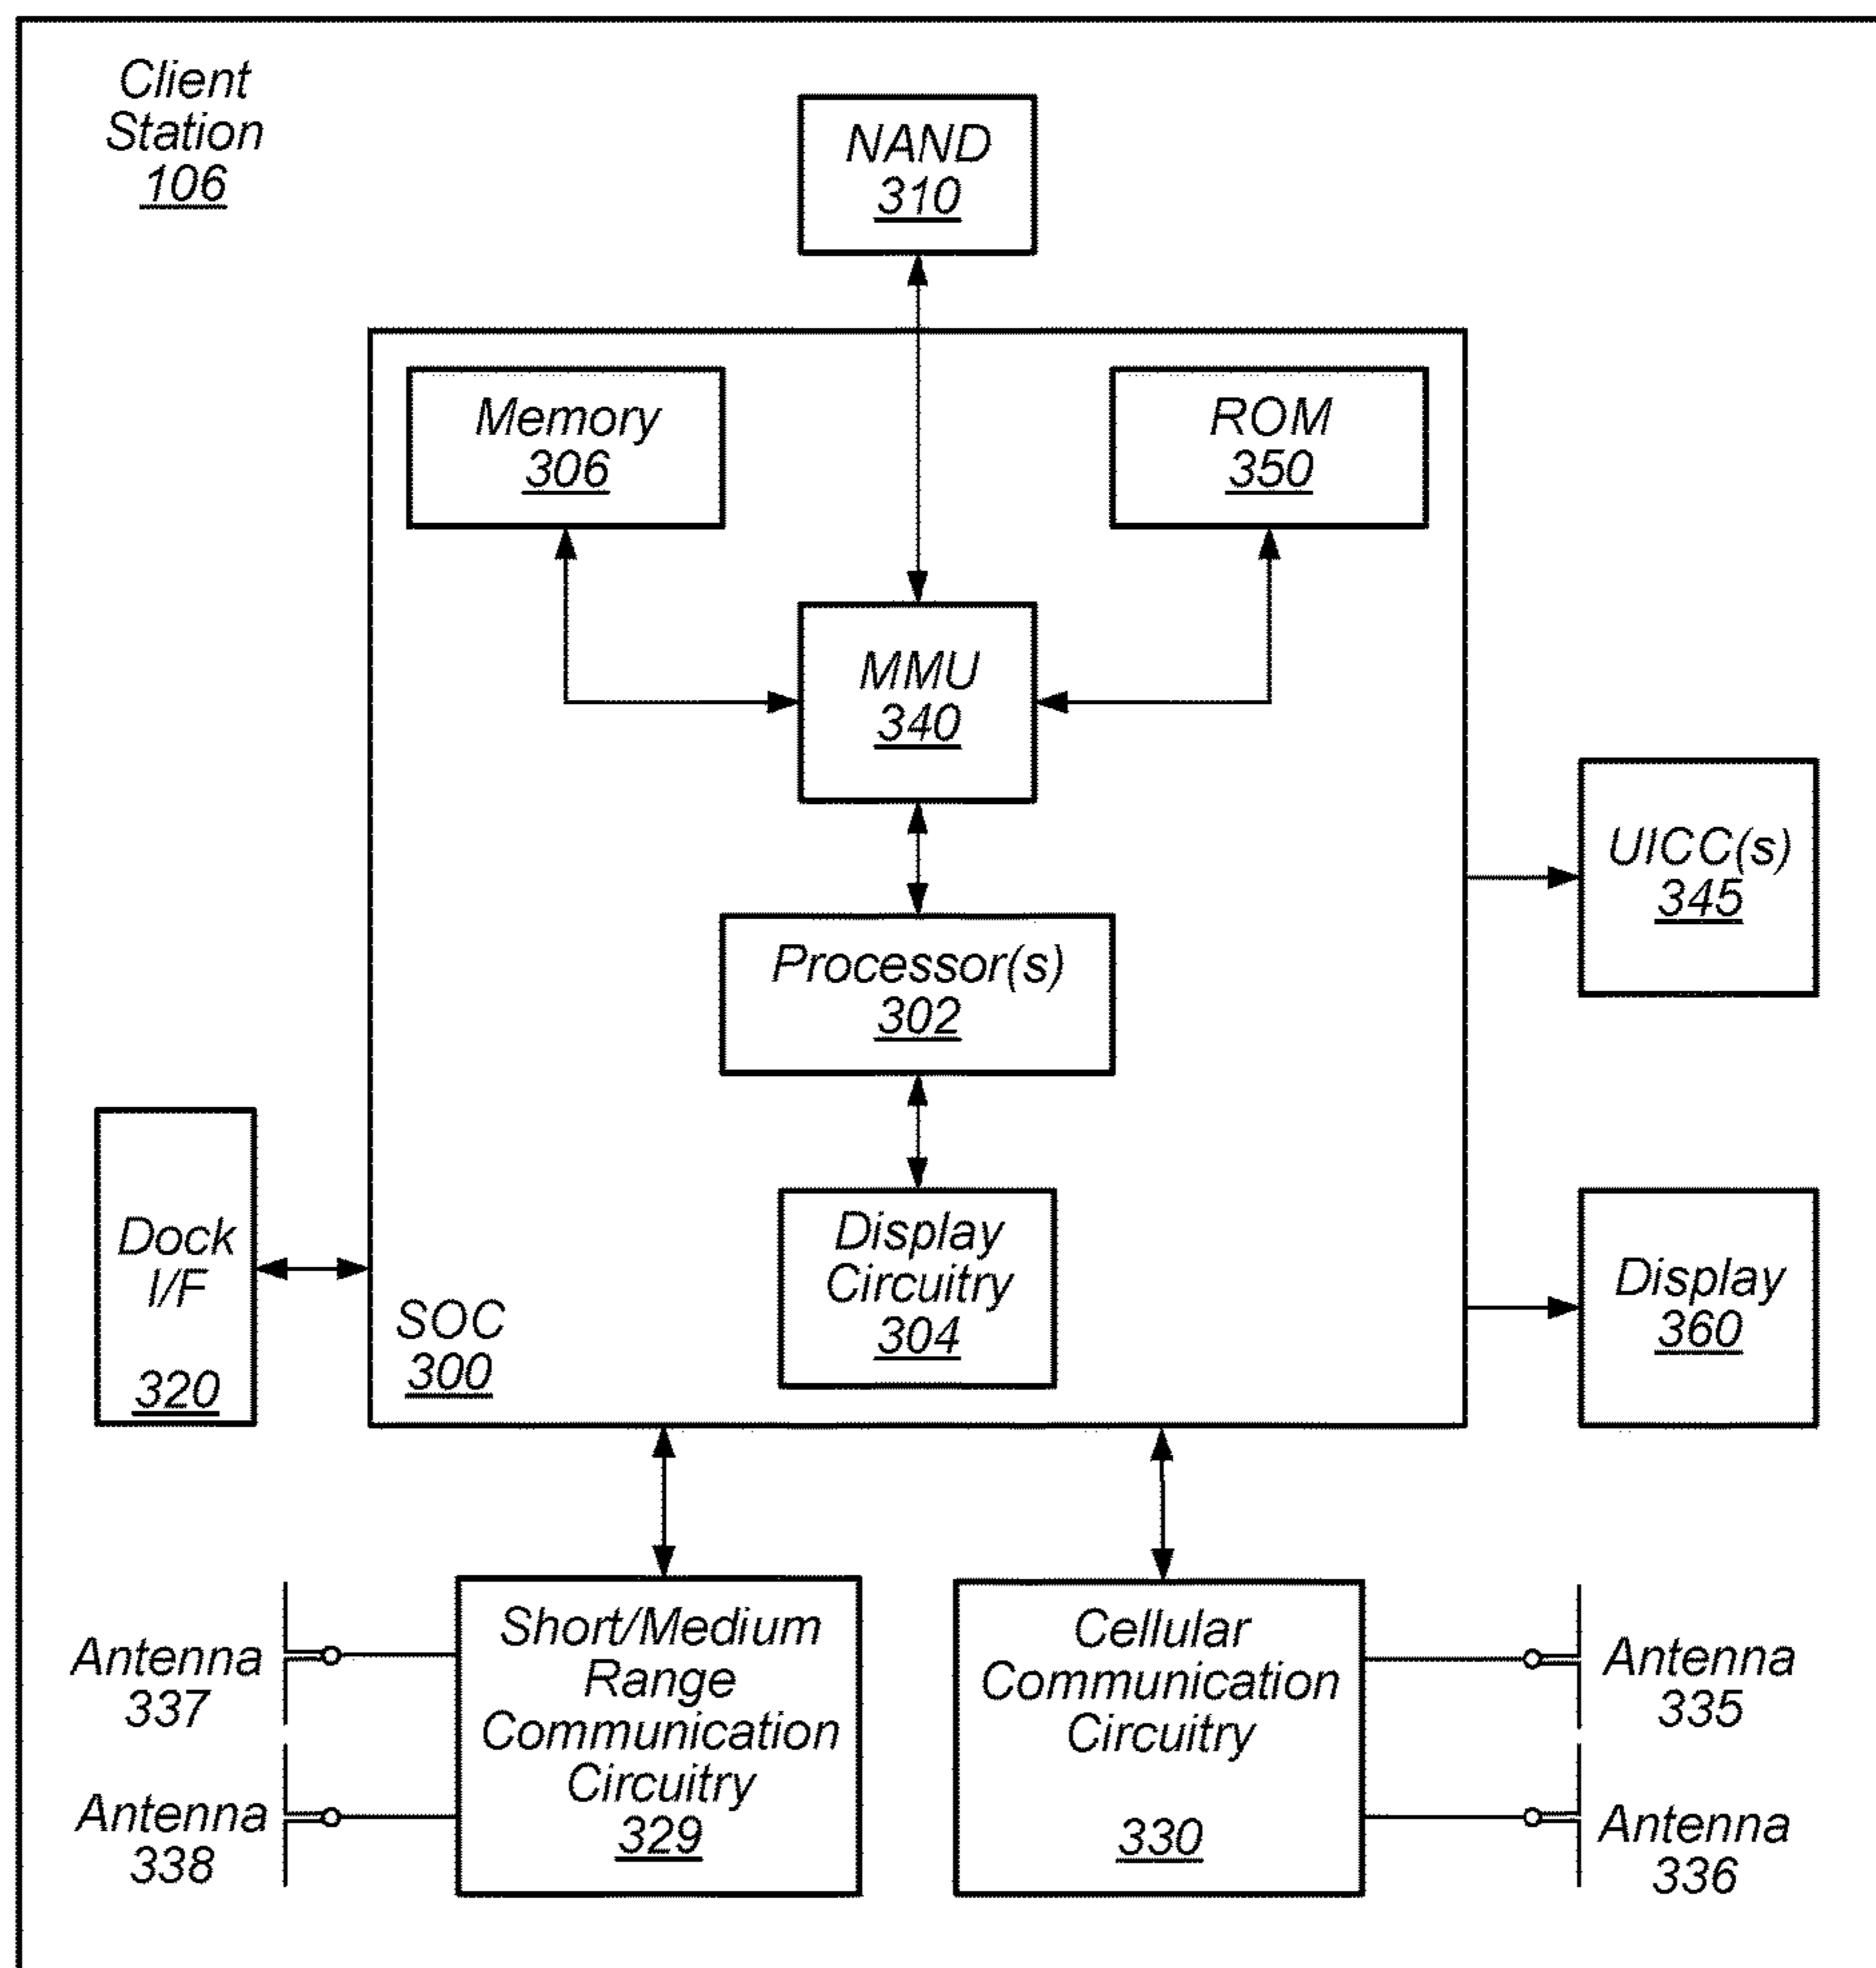 Client
Station
106
NAND
310
Memory
306
ROM
350
MMU
340
UICC(s)
345
Processor(s)
302
Dock
I/F
320
Display
Circuitry
304
SOC
300
Display
360
Short/Medium
Range
Communication
Circuitry
329
Cellular
Communication
Circuitry
330
Antenna
337
Antenna
338
Antenna
335
Antenna
336